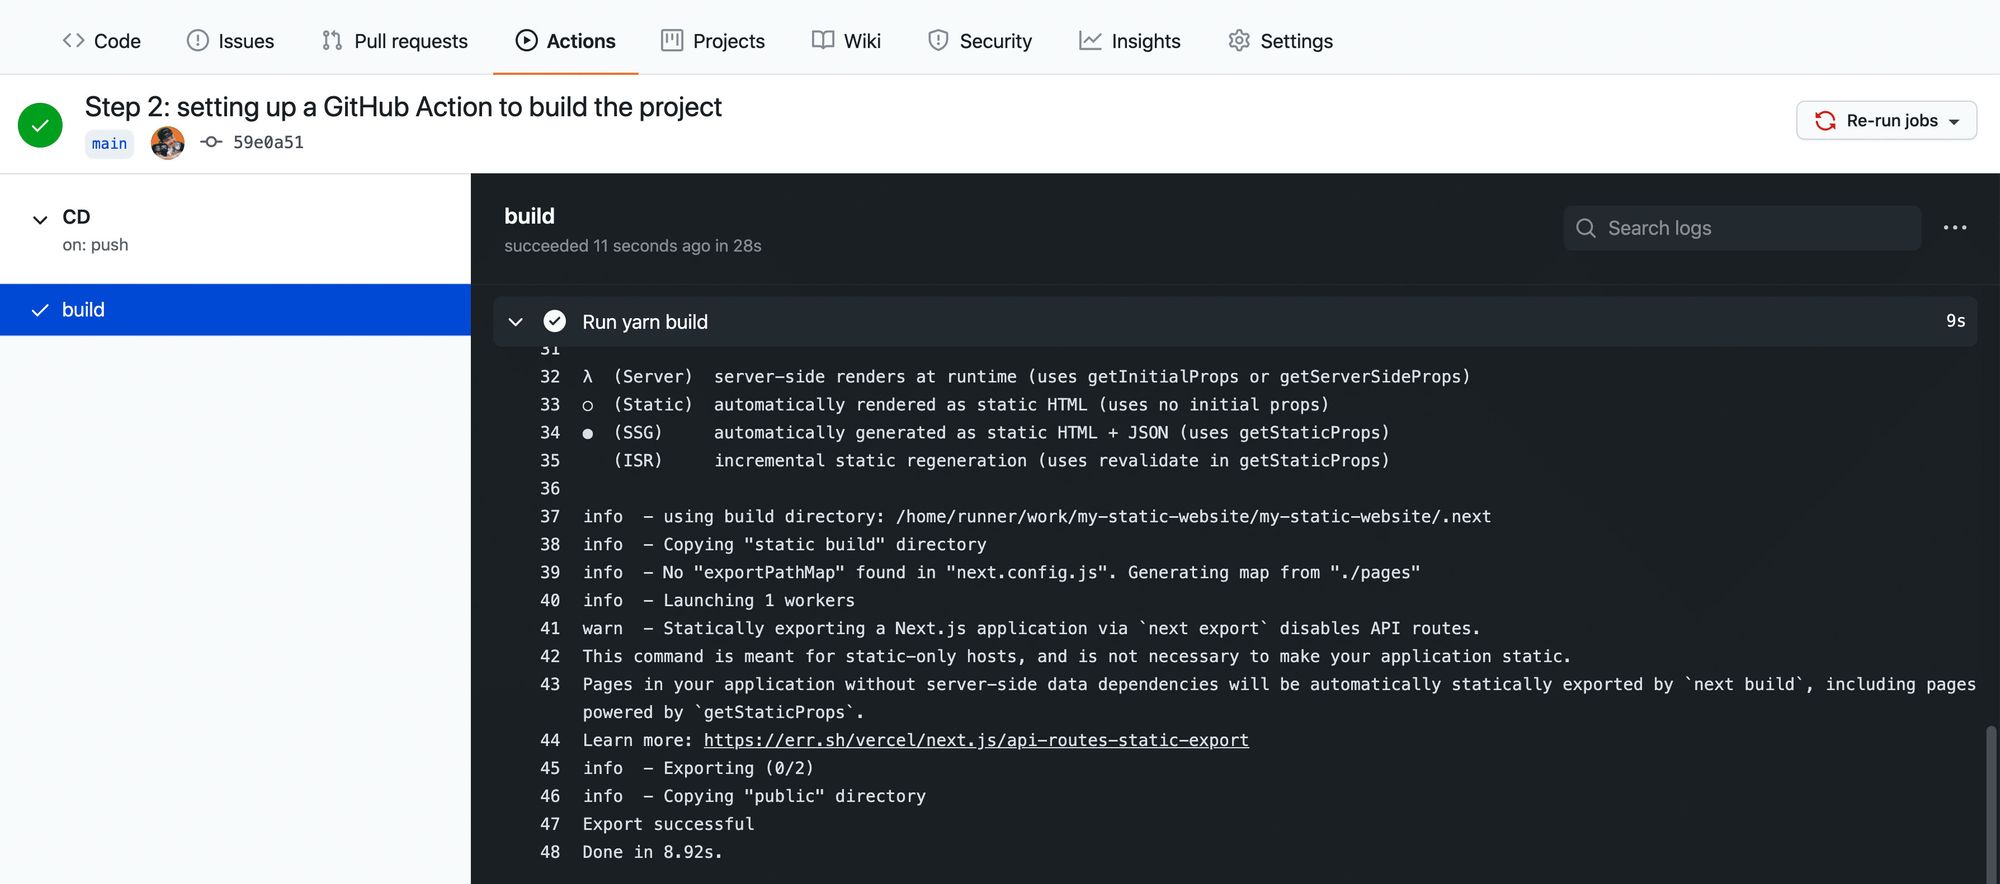 Code Issues Pull requests Actions Projects Wiki Security Insights Settings
Step 2: setting up a GitHub Action to build the project
main 59e0a51
Re-run jobs
CD
on: push
build
build
succeeded 11 seconds ago in 28s
Search logs
Run yarn build 9s
31
32 λ (Server) server-side renders at runtime (uses getInitialProps or getServerSideProps)
33 ○ (Static) automatically rendered as static HTML (uses no initial props)
34 ● (SSG) automatically generated as static HTML + JSON (uses getStaticProps)
35 (ISR) incremental static regeneration (uses revalidate in getStaticProps)
36
37 info - using build directory: /home/runner/work/my-static-website/my-static-website/.next
38 info - Copying "static build" directory
39 info - No "exportPathMap" found in "next.config.js". Generating map from "./pages"
40 info - Launching 1 workers
41 warn - Statically exporting a Next.js application via `next export` disables API routes.
42 This command is meant for static-only hosts, and is not necessary to make your application static.
43 Pages in your application without server-side data dependencies will be automatically statically exported by `next build`, including pages
powered by `getStaticProps`.
44 Learn more: https://err.sh/vercel/next.js/api-routes-static-export
45 info - Exporting (0/2)
46 info - Copying "public" directory
47 Export successful
48 Done in 8.92s.